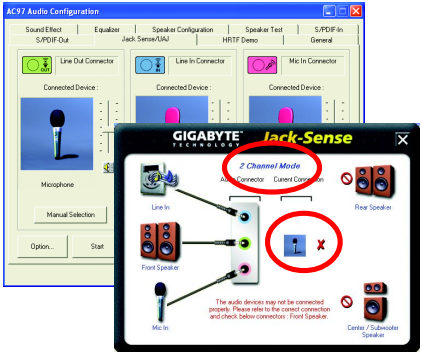 AC97 Audio Configuration
Sound Effect Equalizer Speaker Configuration Speaker Test S/PDIF-In
S/PDIF-Out Jack Sense/UAJ HRTF Demo General
OUT Line Out Connector IN Line In Connector Mic In Connector
Connected Device : Connected Device : Connected Device :
Microphone
Manual Selection
Option... Start
GIGABYTE Jack-Sense
TECHNOLOGY
2 Channel Mode
Audio Connector Current Connection
Line In Rear Speaker
Front Speaker
The audio devices may not be connected
properly. Please refer to the correct connection
and check below connectors : Front Speaker.
Mic In
Center / Subwoofer
Speaker